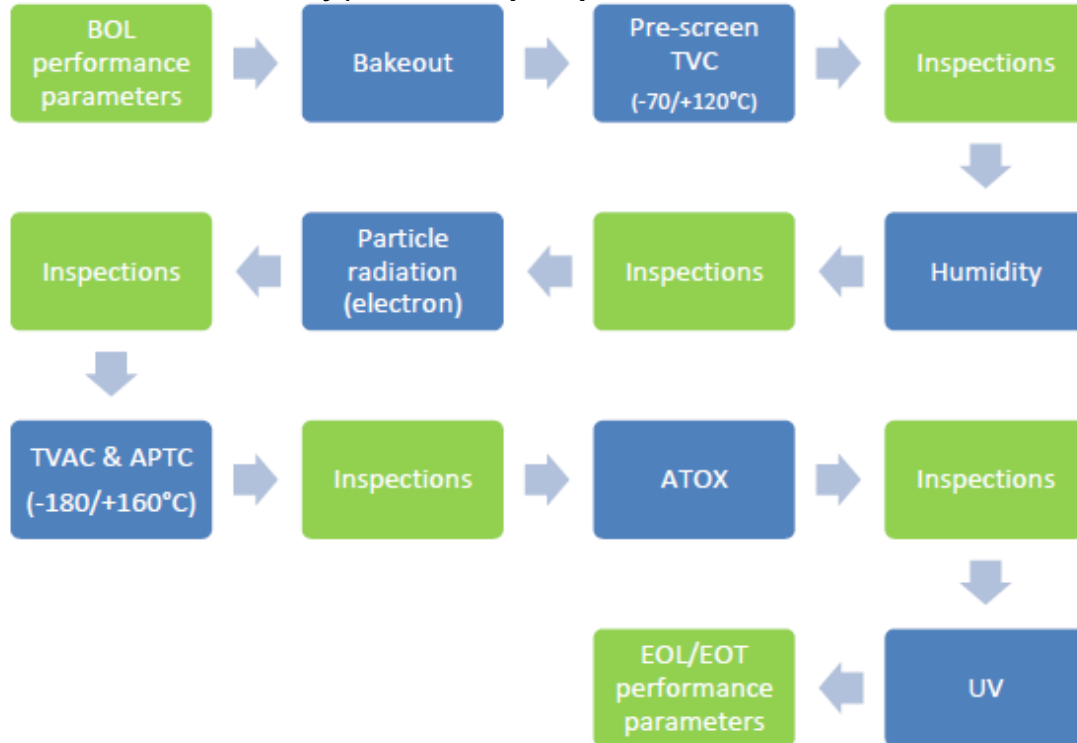 BOL
performance
parameters
Bakeout
Pre-screen
TVC
(-70/+120°C)
Inspections
Inspections
Particle
radiation
(electron)
Inspections
Humidity
TVAC & APTC
(-180/+160°C)
Inspections
ATOX
Inspections
EOL/EOT
performance
parameters
UV